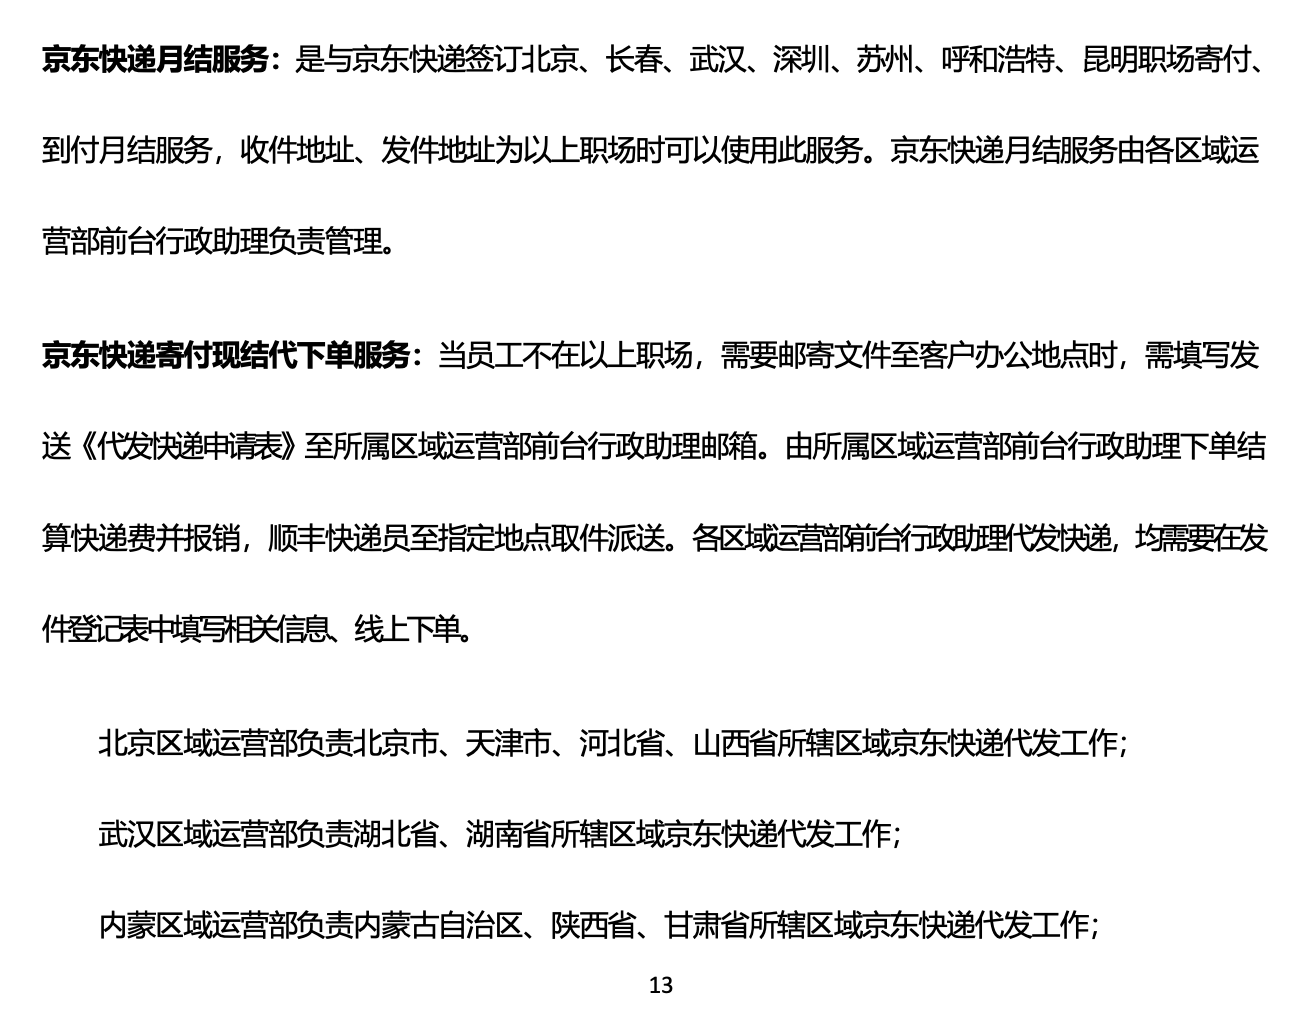 京东快递月结服务：是与京东快递签订北京、长春、武汉、深圳、苏州、呼和浩特、昆明职场寄付、
到付月结服务，收件地址、发件地址为以上职场时可以使用此服务。京东快递月结服务由各区域运
营部前台行政助理负责管理。
京东快递寄付现结代下单服务：当员工不在以上职场，需要邮寄文件至客户办公地点时，需填写发
送《代发快递申请表》至所属区域运营部前台行政助理邮箱。由所属区域运营部前台行政助理下单结
算快递费并报销，顺丰快递员至指定地点取件派送。各区域运营部前台行政助理代发快递，均需要在发
件登记表中填写相关信息、线上下单。
北京区域运营部负责北京市、天津市、河北省、山西省所辖区域京东快递代发工作；
武汉区域运营部负责湖北省、湖南省所辖区域京东快递代发工作；
内蒙区域运营部负责内蒙古自治区、陕西省、甘肃省所辖区域京东快递代发工作；
13